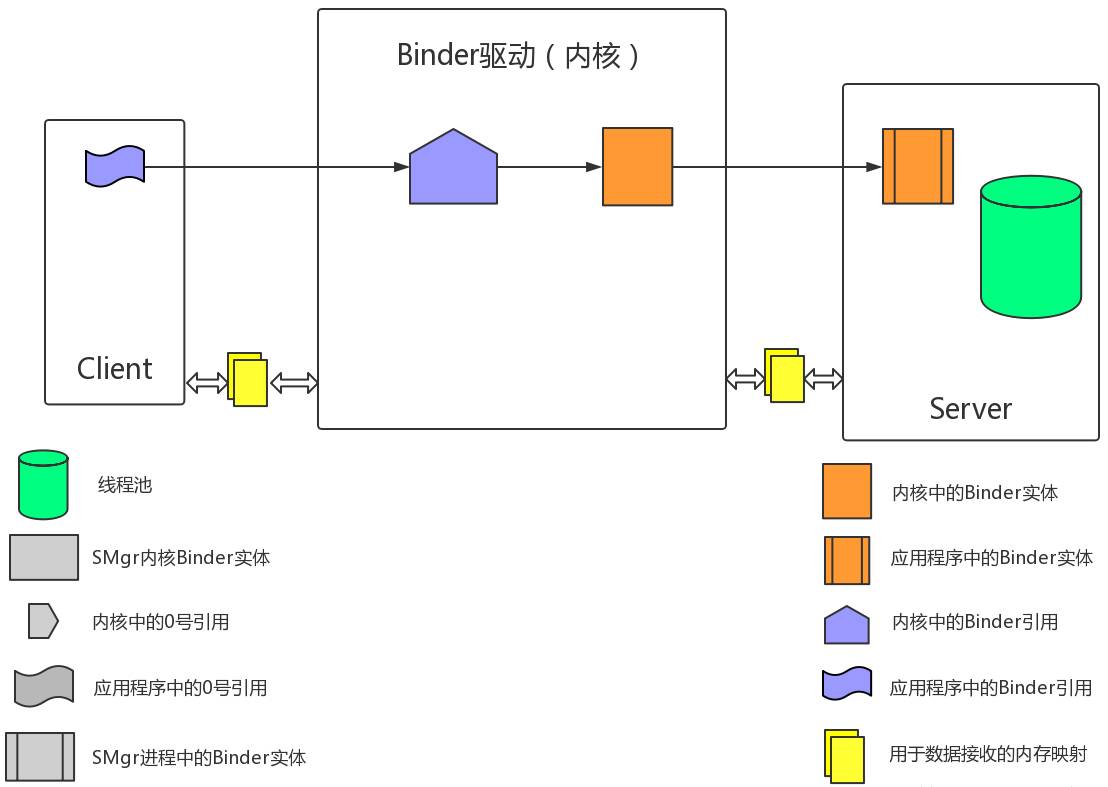 Binder驱动（内核）
Client
Server
线程池
SMgr内核Binder实体
内核中的0号引用
应用程序中的0号引用
SMgr进程中的Binder实体
内核中的Binder实体
应用程序中的Binder实体
内核中的Binder引用
应用程序中的Binder引用
用于数据接收的内存映射